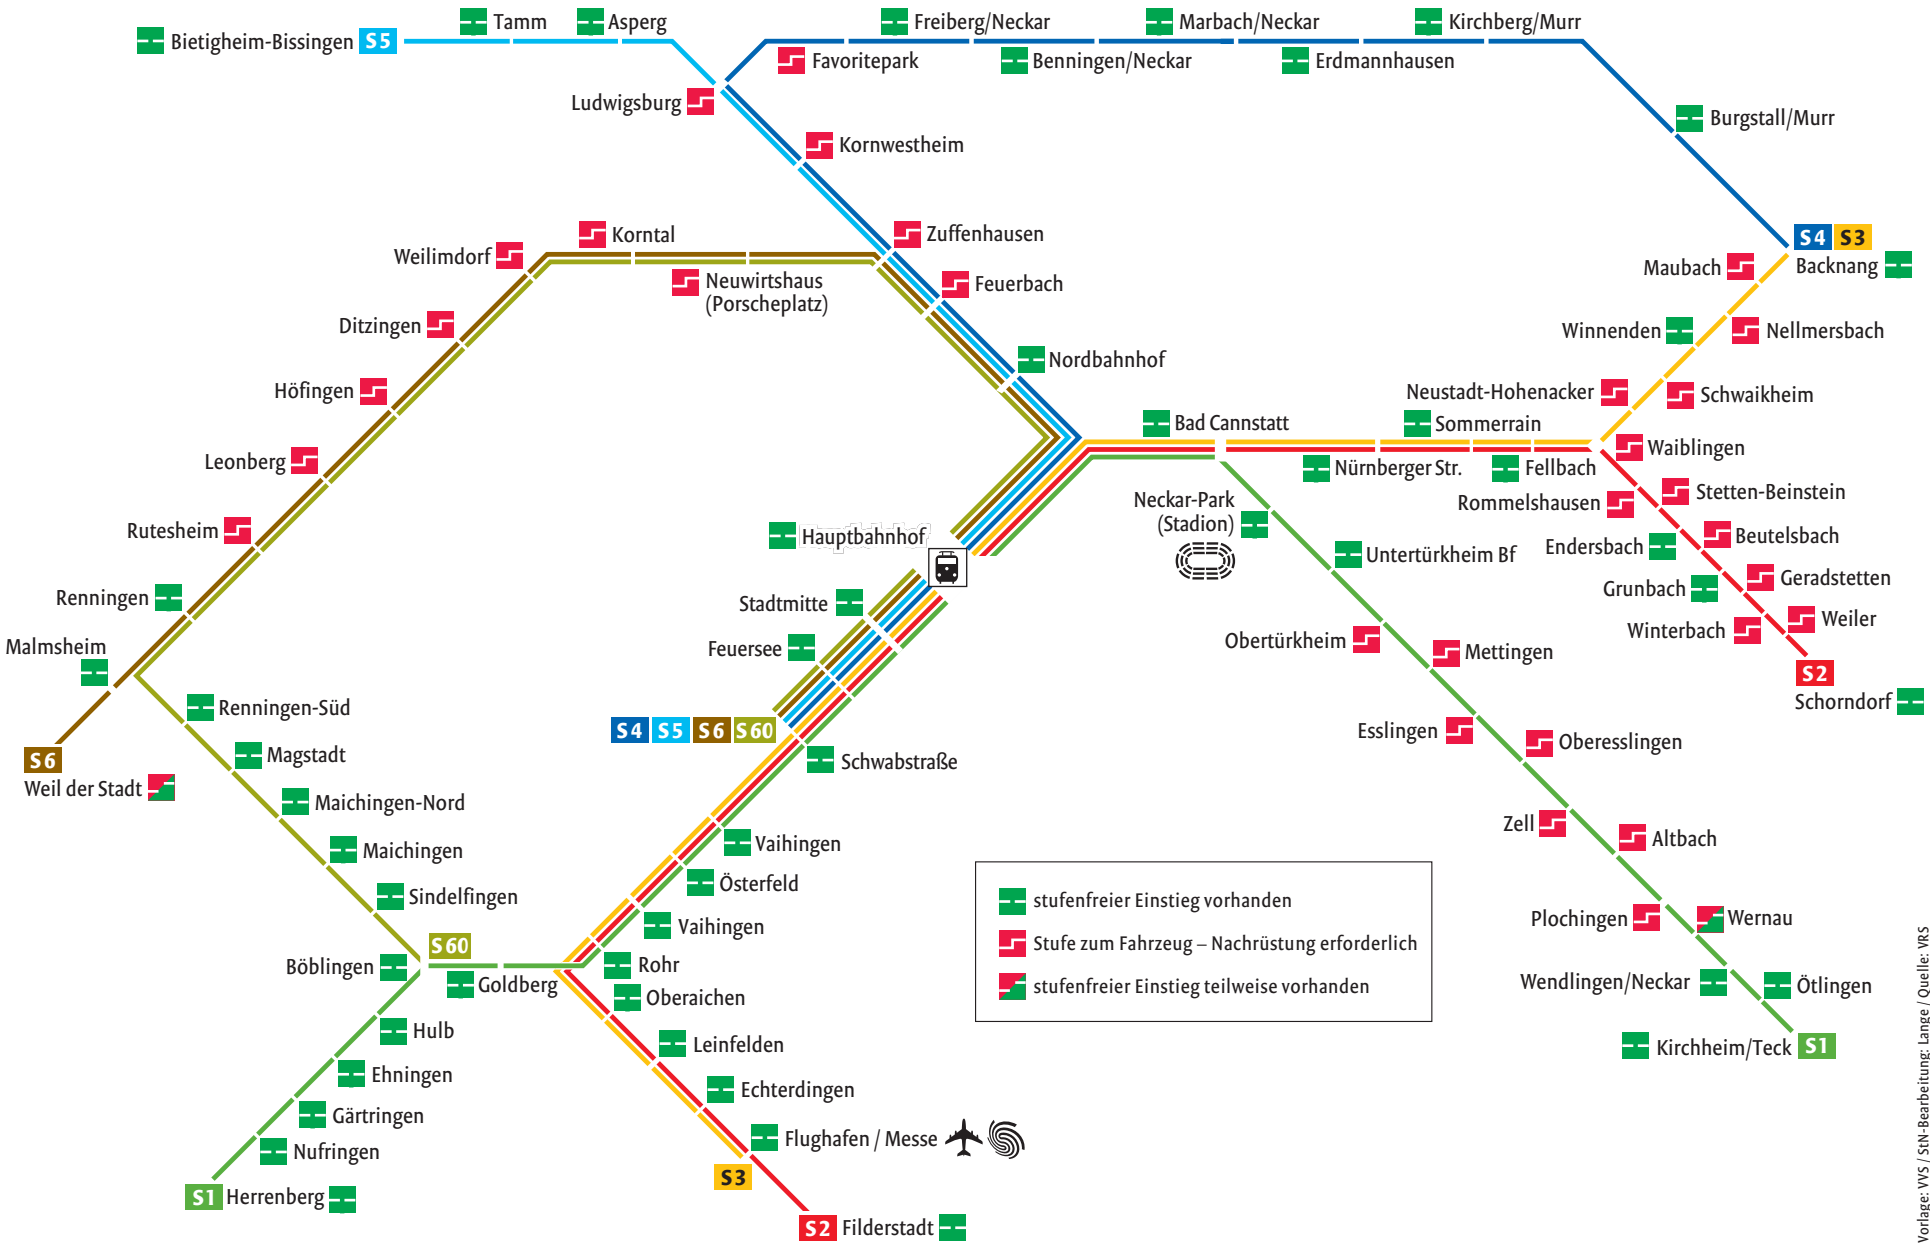 Tamm
Asperg
Freiberg/Neckar
Marbach/Neckar
Kirchberg/Murr
Bietigheim-Bissingen S5
Favoritepark
Benningen/Neckar
Erdmannhausen
Ludwigsburg
Burgstall/Murr
Kornwestheim
Korntal
Zuffenhausen
S4 S3
Weilimdorf
Maubach
Backnang
Neuwirtshaus
(Porscheplatz)
Feuerbach
Ditzingen
Winnenden
Nellmersbach
Nordbahnhof
Höfingen
Neustadt-Hohenacker
Schwaikheim
Bad Cannstatt
Sommerrain
Waiblingen
Leonberg
Nürnberger Str.
Fellbach
Neckar-Park
(Stadion)
Rommelshausen
Stetten-Beinstein
Rutesheim
Hauptbahnhof
Beutelsbach
Untertürkheim Bf
Endersbach
Geradstetten
Renningen
Stadtmitte
Grunbach
Weiler
Malmsheim
Feuersee
Obertürkheim
Winterbach
Mettingen
S2
Schorndorf
Renningen-Süd
S4 S5 S6 S60
Esslingen
Oberesslingen
S6
Magstadt
Schwabstraße
Weil der Stadt
Maichingen-Nord
Zell
Altbach
Maichingen
Vaihingen
Österfeld
Sindelfingen
stufenfreier Einstieg vorhanden
Vaihingen
Plochingen
Wernau
S60
Stufe zum Fahrzeug – Nachrüstung erforderlich
Böblingen
Rohr
Goldberg
stufenfreier Einstieg teilweise vorhanden
Wendlingen/Neckar
Ötlingen
Oberaichen
Hulb
Leinfelden
Kirchheim/Teck S1
Ehningen
Echterdingen
Gärtringen
Flughafen / Messe
Nufringen
S3
S1 Herrenberg
S2 Filderstadt
Vorlage: VVS / StN-Bearbeitung: Lange / Quelle: VRS